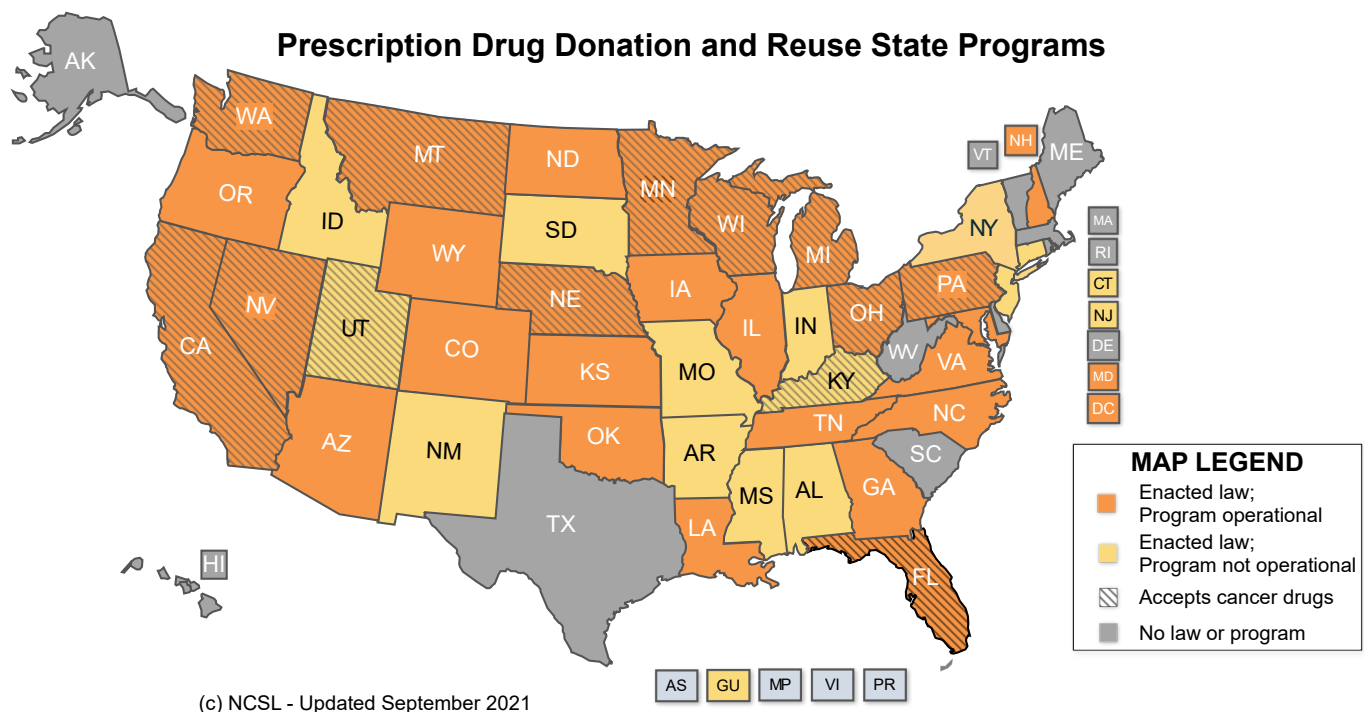 Prescription Drug Donation and Reuse State Programs
AK
WA
MT
ND
MN
OR
ID
SD
WI
MI
WY
NE
IA
NV
UT
CO
CA
KS
MO
IL
IN
OH
PA
NY
VT
NH
ME
MA
RI
CT
NJ
DE
MD
DC
WV
VA
KY
NC
TN
AZ
NM
OK
AR
SC
MS
AL
GA
TX
LA
FL
HI
MAP LEGEND
Enacted law;
Program operational
Enacted law;
Program not operational
Accepts cancer drugs
No law or program
AS
GU
MP
VI
PR
(c) NCSL - Updated September 2021